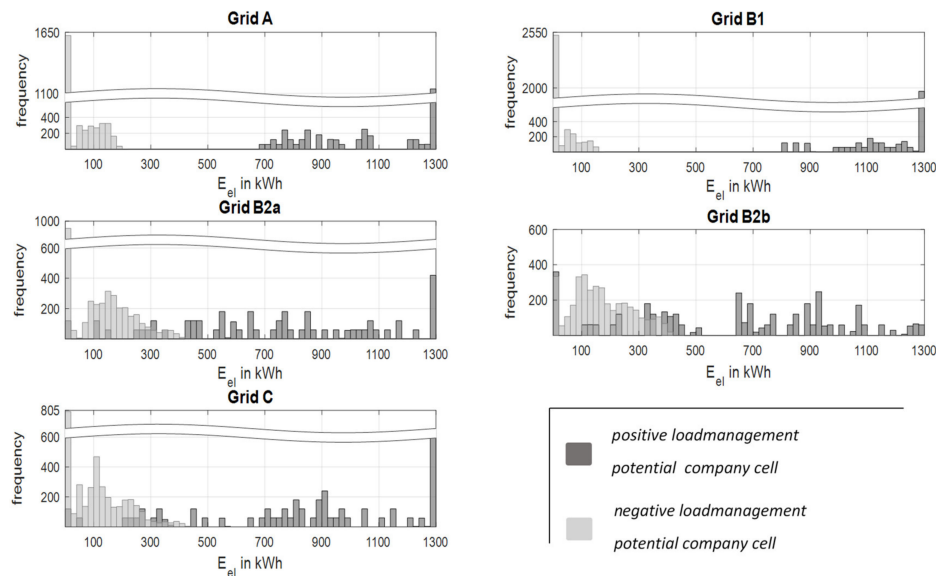 Grid A
1650
1100
400
200
frequency
100 300 500 700 900 1100 1300
E_el in kWh
Grid B1
2550
2000
400
200
frequency
100 300 500 700 900 1100 1300
E_el in kWh
Grid B2a
1000
600
400
200
frequency
100 300 500 700 900 1100 1300
E_el in kWh
Grid B2b
600
400
200
frequency
100 300 500 700 900 1100 1300
E_el in kWh
Grid C
805
600
400
200
frequency
100 300 500 700 900 1100 1300
E_el in kWh
positive loadmanagement
potential company cell
negative loadmanagement
potential company cell